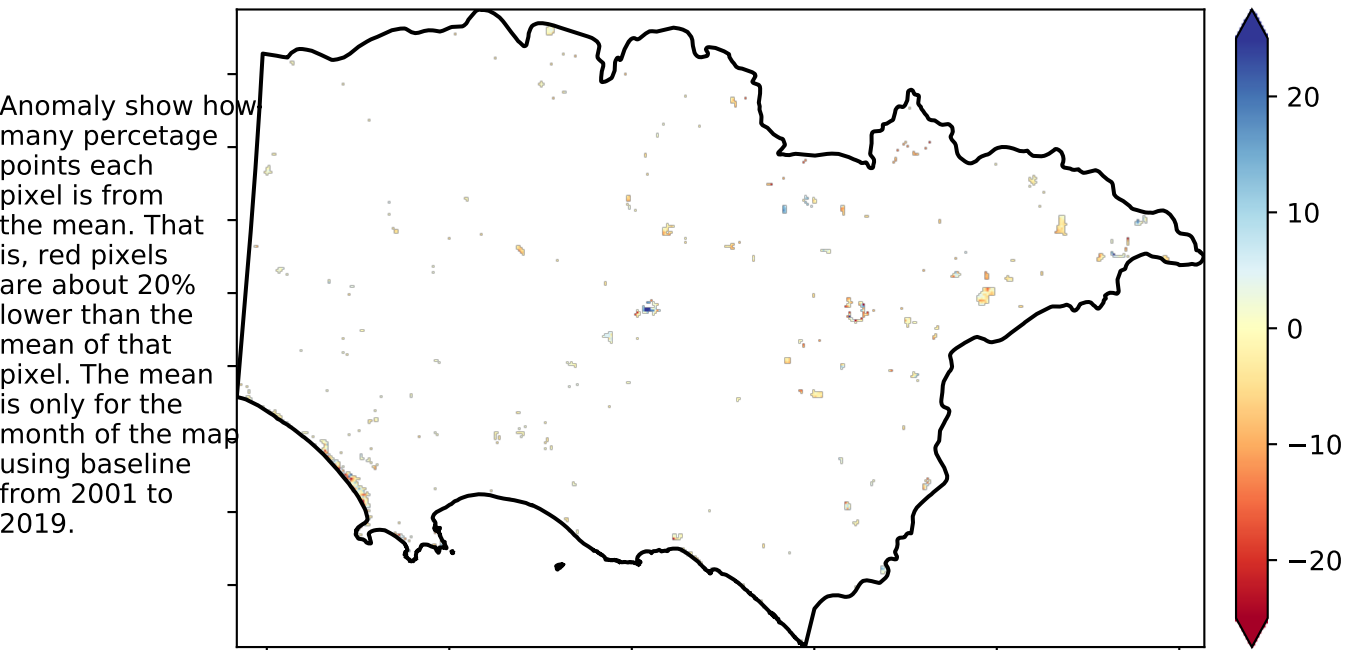 Anomaly show how
many percetage
points each
pixel is from
the mean. That
is, red pixels
are about 20%
lower than the
mean of that
pixel. The mean
is only for the
month of the map
using baseline
from 2001 to
2019.
20
10
0
−10
−20